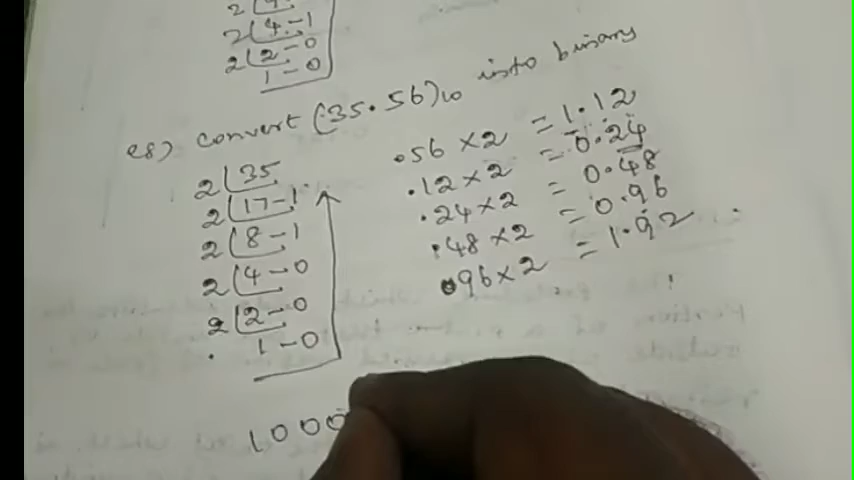 2 4 - 1
2 2 - 0
1 - 0
es) convert (35.56)10 into binary
2 35
2 17 - 1
2 8 - 1
2 4 - 0
2 2 - 0
1 - 0
.56 × 2 = 1.12
.12 × 2 = 0.24
.24 × 2 = 0.48
.48 × 2 = 0.96
.96 × 2 = 1.92
1000